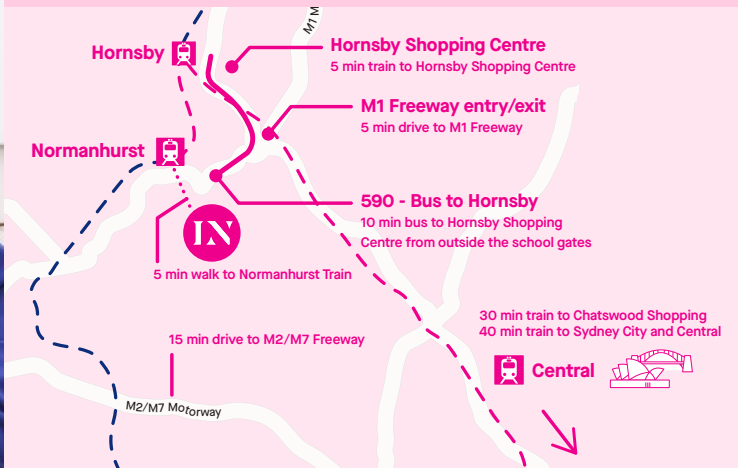 M1 M
Hornsby
Hornsby Shopping Centre
5 min train to Hornsby Shopping Centre
M1 Freeway entry/exit
5 min drive to M1 Freeway
Normanhurst
590 - Bus to Hornsby
10 min bus to Hornsby Shopping
Centre from outside the school gates
LN
5 min walk to Normanhurst Train
30 min train to Chatswood Shopping
40 min train to Sydney City and Central
15 min drive to M2/M7 Freeway
Central
M2/M7 Motorway